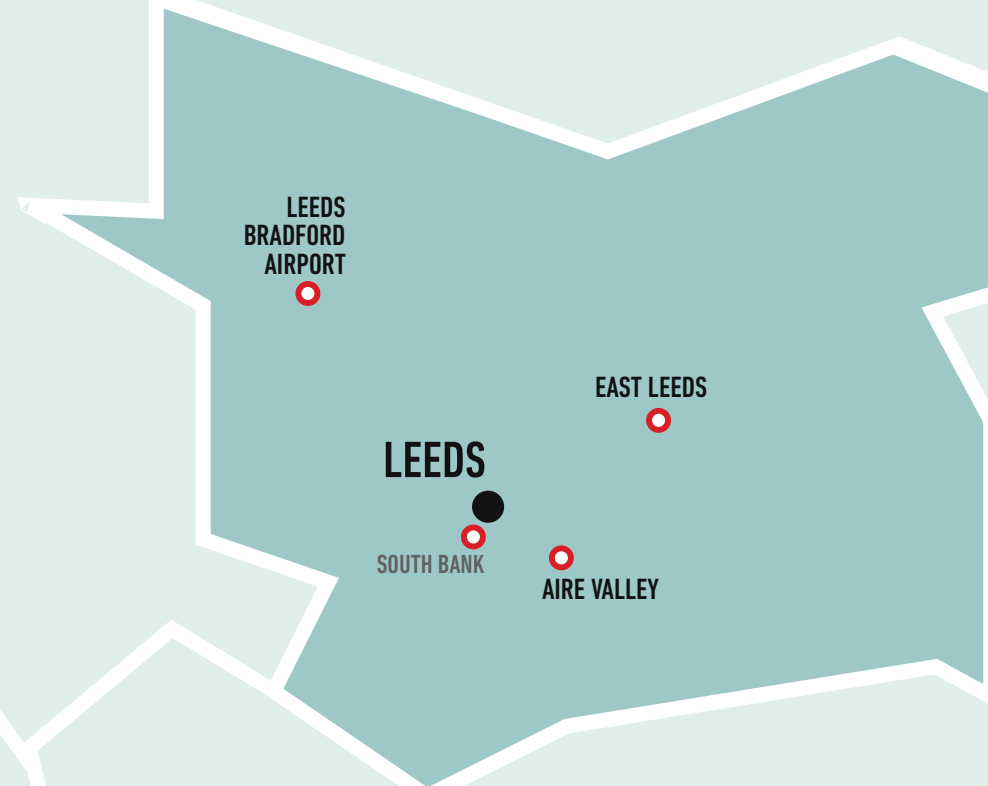 LEEDS
BRADFORD
AIRPORT
EAST LEEDS
LEEDS
SOUTH BANK
AIRE VALLEY